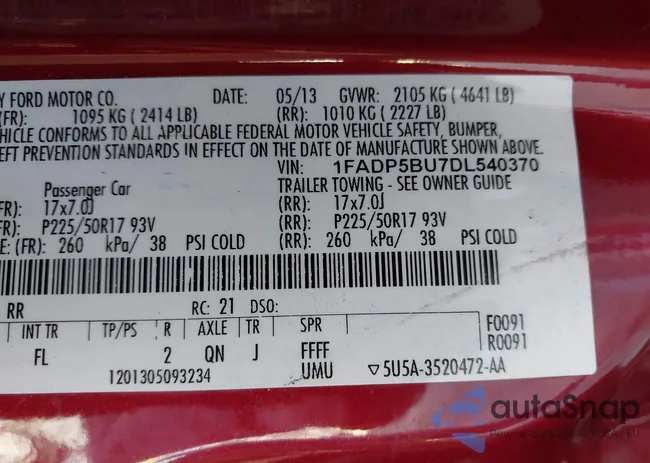 Y FORD MOTOR CO. DATE: 05/13 GVWR: 2105 KG ( 4641 LB)
(FR): 1095 KG ( 2414 LB) (RR): 1010 KG ( 2227 LB)
EHICLE CONFORMS TO ALL APPLICABLE FEDERAL MOTOR VEHICLE SAFETY, BUMPER,
EFT PREVENTION STANDARDS IN EFFECT ON THE DATE OF MANUFACTURE SHOWN
VIN: 1FADP5BU7DL540370
Passenger Car TRAILER TOWING - SEE OWNER GUIDE
FR): 17x7.0J (RR): 17x7.0J
FR): P225/50R17 93V (RR): P225/50R17 93V
E: (FR): 260 kPa/ 38 PSI COLD (RR): 260 kPa/ 38 PSI COLD
RR RC: 21 DSO:
INT TR TP/PS R AXLE TR SPR F0091
R0091
FL 2 QN J FFFF
UMU ▽5U5A-3520472-AA
1201305093234
autoSnap